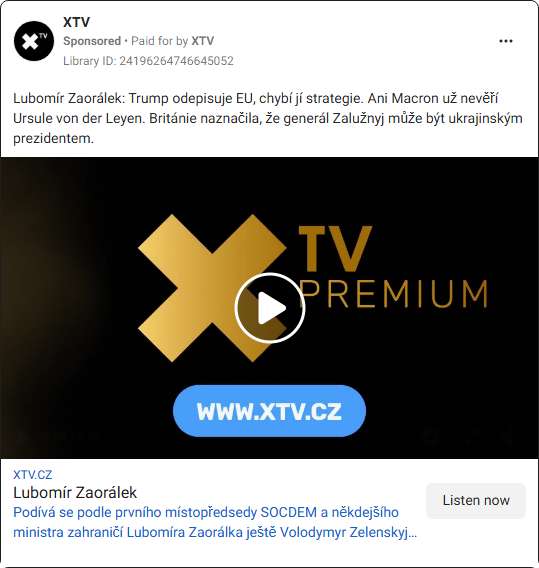 XTV
Sponsored • Paid for by XTV
Library ID: 24196264746645052
Lubomír Zaorálek: Trump odepisuje EU, chybí jí strategie. Ani Macron už nevěří
Ursule von der Leyen. Británie naznačila, že generál Zalužnyj může být ukrajinským
prezidentem.
X TV
PREMIUM
WWW.XTV.CZ
XTV.CZ
Lubomír Zaorálek
Podívá se podle prvního místopředsedy SOCDEM a někdejšího
ministra zahraničí Lubomíra Zaorálka ještě Volodymyr Zelenskyj...
Listen now